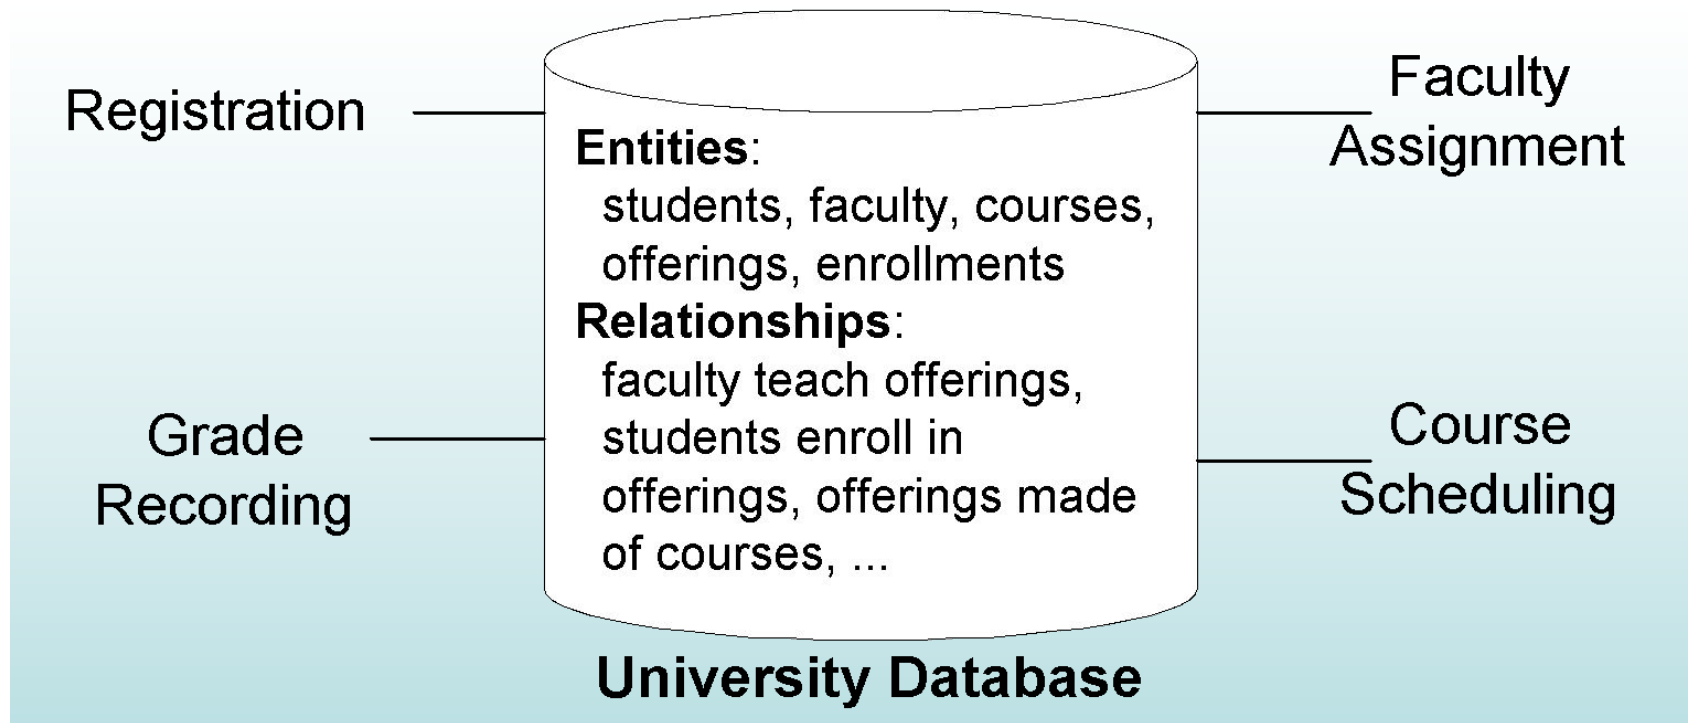 Registration
Grade
Recording
Entities:
students, faculty, courses,
offerings, enrollments
Relationships:
faculty teach offerings,
students enroll in
offerings, offerings made
of courses, ...
Faculty
Assignment
Course
Scheduling
University Database